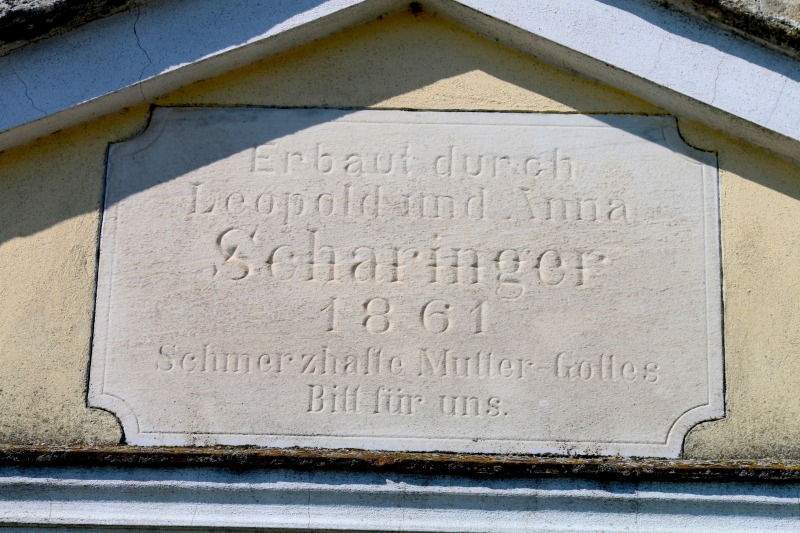 Erbaut durch
Leopold und Anna
Scharinger
1861
Schmerzhafte Mutter-Gottes
Bitt für uns.